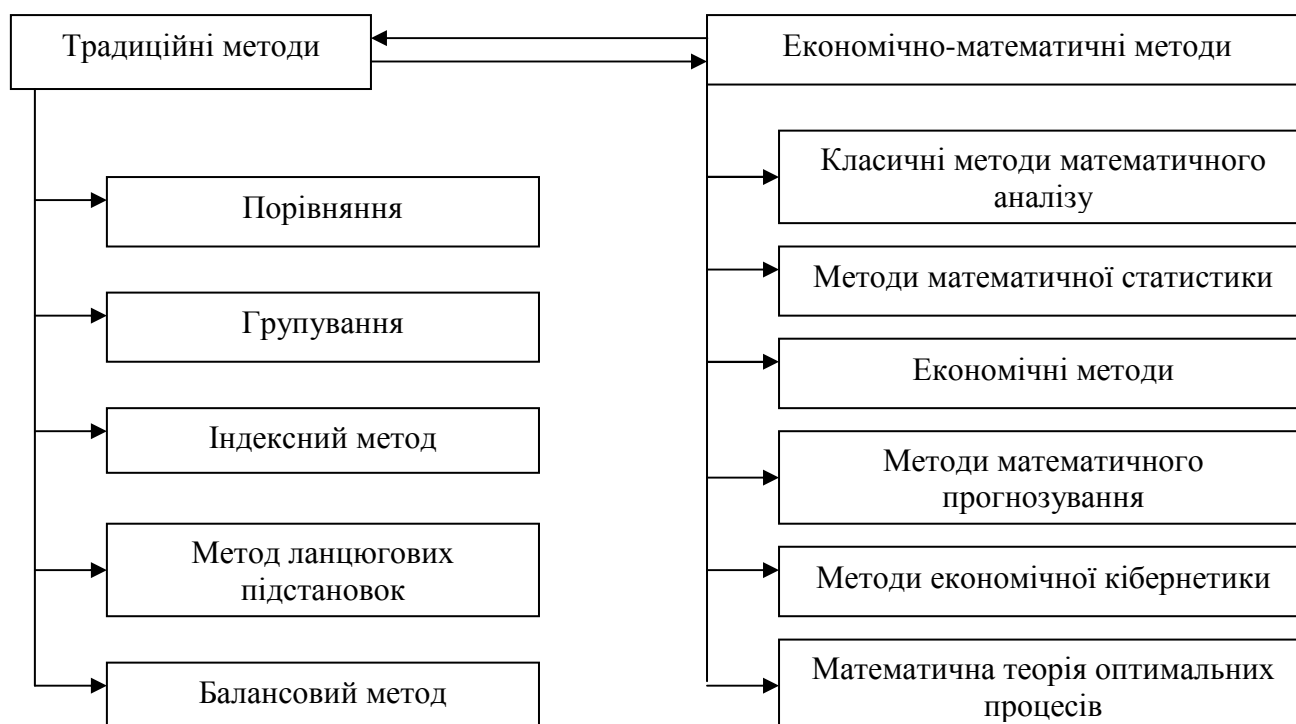 Традиційні методи
Економічно-математичні методи
Порівняння
Групування
Індексний метод
Метод ланцюгових
підстановок
Балансовий метод
Класичні методи математичного
аналізу
Методи математичної статистики
Економічні методи
Методи математичного
прогнозування
Методи економічної кібернетики
Математична теорія оптимальних
процесів